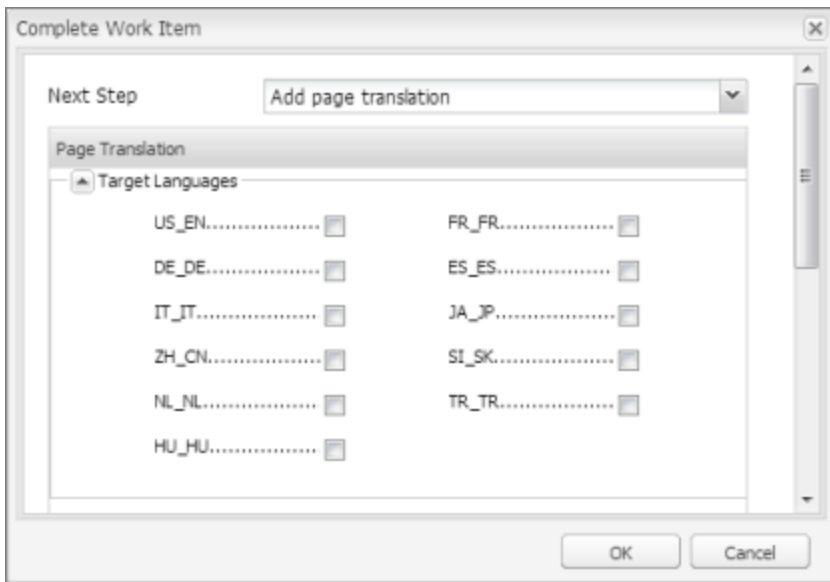 Complete Work Item
Next Step Add page translation
Page Translation
Target Languages
US_EN................... FR_FR...................
DE_DE................... ES_ES...................
IT_IT................... JA_JP...................
ZH_CN................... SI_SK...................
NL_NL................... TR_TR...................
HU_HU..................
OK Cancel